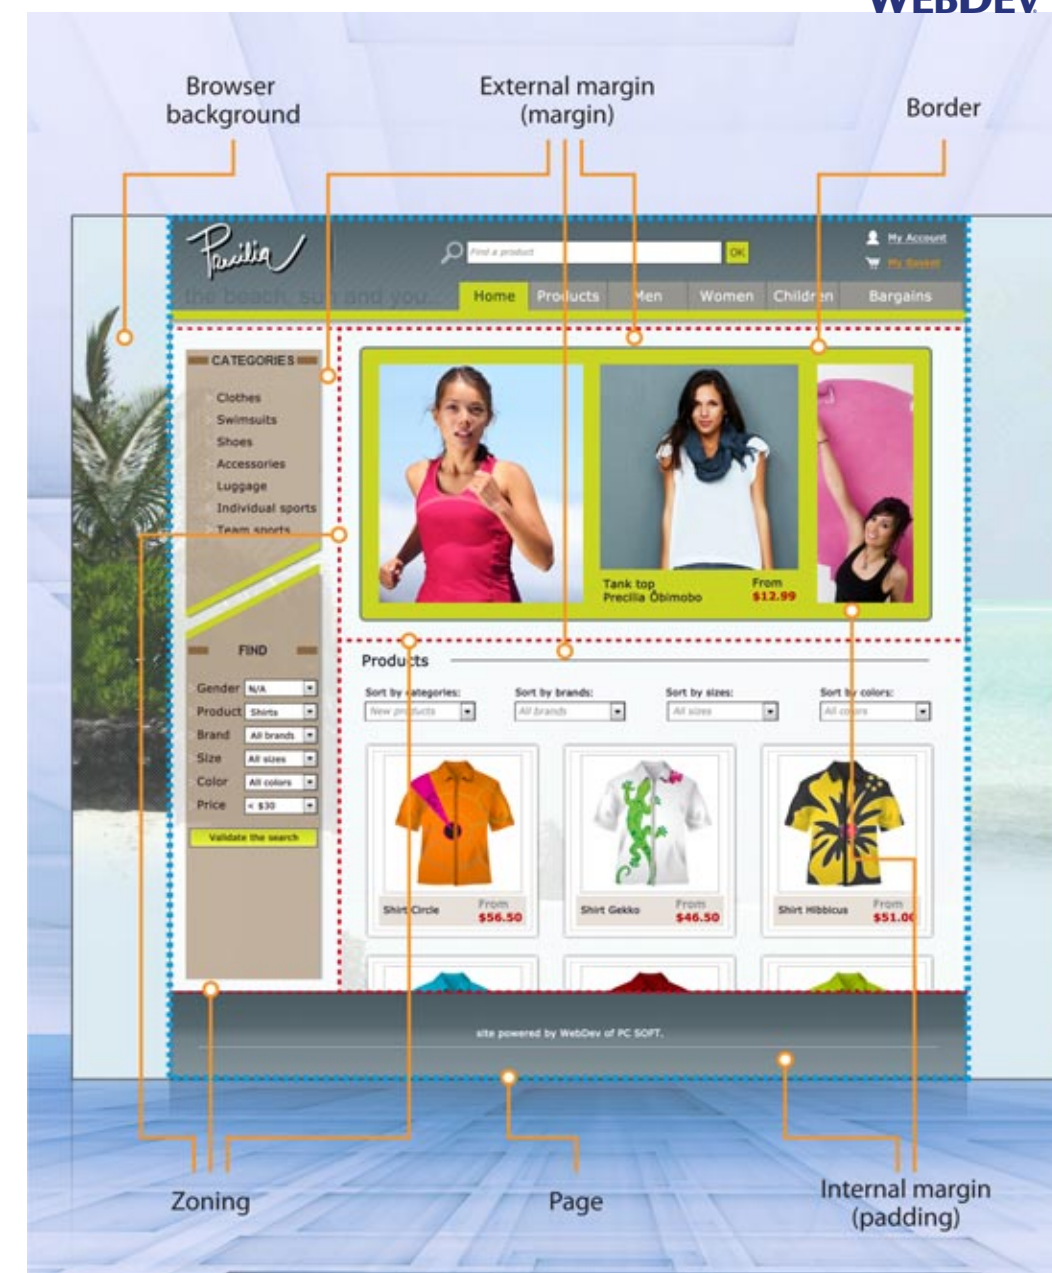 WEBDEV
Browser
background
External margin
(margin)
Border
Precilia
Find a product
OK
My Account
My Basket
the beach, sun and you...
Home
Products
Men
Women
Children
Bargains
CATEGORIES
Clothes
Swimsuits
Shoes
Accessories
Luggage
Individual sports
Team sports
Tank top
Precilia Obimobo
From
$12.99
FIND
Gender N/A
Product Shirts
Brand All brands
Size All sizes
Color All colors
Price < $30
Validate the search
Products
Sort by categories:
New products
Sort by brands:
All brands
Sort by sizes:
All sizes
Sort by colors:
All colors
Shirt Circle
From
$56.50
Shirt Gekko
From
$46.50
Shirt Hibbicus
From
$51.00
site powered by WebDev of PC SOFT.
Zoning
Page
Internal margin
(padding)